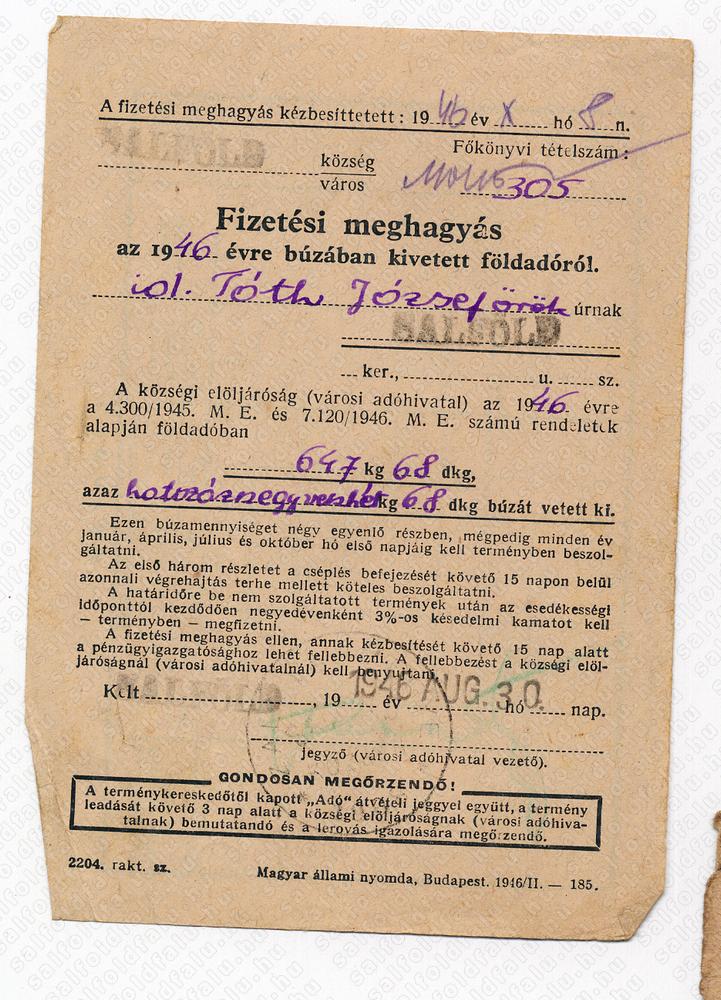 A fizetési meghagyás kézbesíttetett: 1946 év X hó 8 n.
SALFÖLD község
város
Főkönyvi tételszám:
305
Fizetési meghagyás
az 1946. évre búzában kivetett földadóról.
id. Tóth József örök úrnak
SALFÖLD
ker., u. sz.
A községi elöljáróság (városi adóhivatal) az 1946. évre
a 4.300/1945. M. E. és 7.120/1946. M. E. számú rendeletek
alapján földadóban
647 kg 68 dkg,
azaz hatszáznegyvenhét kg 68 dkg búzát vetett ki.
Ezen búzamennyiséget négy egyenlő részben, mégpedig minden év
január, április, július és október hó első napjáig kell terményben beszol-
gáltatni.
Az első három részletet a cséplés befejezését követő 15 napon belül
azonnali végrehajtás terhe mellett köteles beszolgáltatni.
A határidőre be nem szolgáltatott termények után az esedékességi
időponttól kezdődően negyedévenként 3%-os késedelmi kamatot kell
— terményben — megfizetni.
A fizetési meghagyás ellen, annak kézbesítését követő 15 nap alatt
a pénzügyigazgatósághoz lehet fellebbezni. A fellebbezést a községi elöl-
járóságnál (városi adóhivatalnál) kell benyujtani.
Kelt SALFÖLD, 19 év hó nap.
1946 AUG. 30.
jegyző (városi adóhivatal vezető).
GONDOSAN MEGŐRZENDŐ!
A terménykereskedőtől kapott „Adó" átvételi jeggyel együtt, a termény
leadását követő 3 nap alatt a községi elöljáróságnak (városi adóhiva-
talnak) bemutatandó és a lerovás igazolására megőrzendő.
2204. rakt. sz.
Magyar állami nyomda, Budapest. 1946/II. — 185.